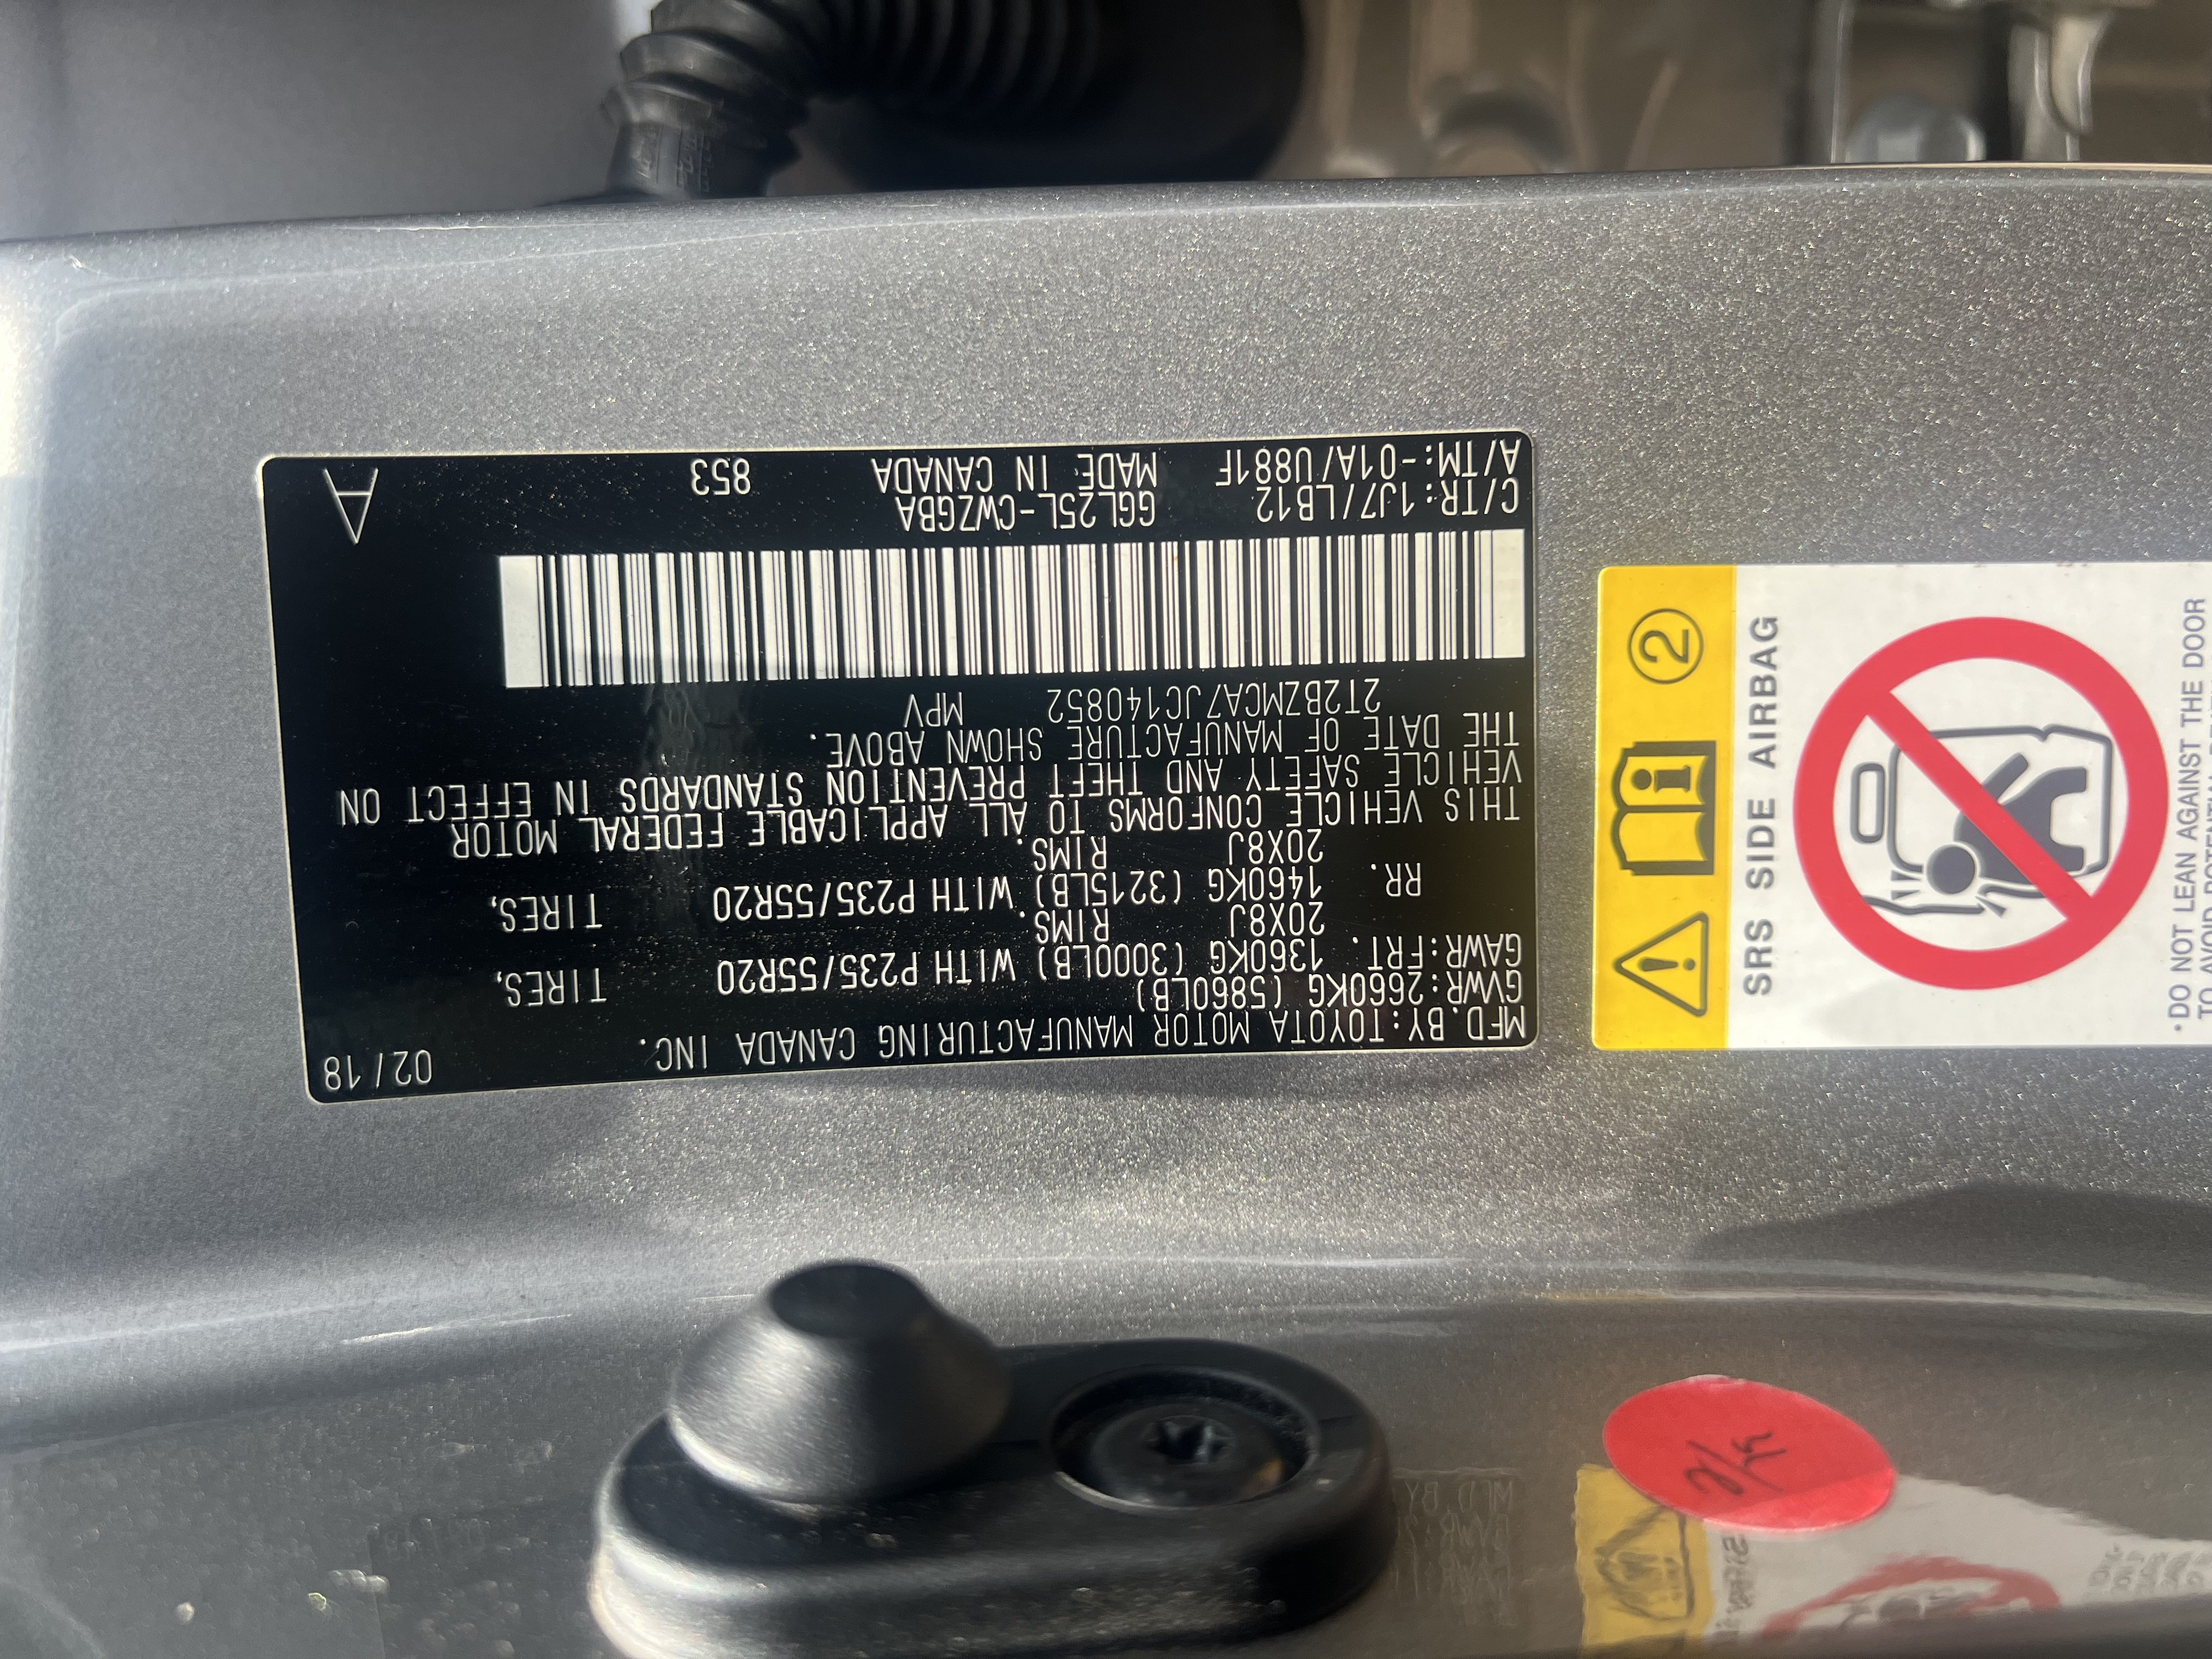 MFD.BY:TOYOTA MOTOR MANUFACTURING CANADA INC. 02/18
GVWR:2660KG (5860LB)
GAWR:FRT. 1360KG (3000LB) WITH P235/55R20 TIRES,
20X8J RIMS.
RR. 1460KG (3215LB) WITH P235/55R20 TIRES,
20X8J RIMS.
THIS VEHICLE CONFORMS TO ALL APPLICABLE FEDERAL MOTOR
VEHICLE SAFETY AND THEFT PREVENTION STANDARDS IN EFFECT ON
THE DATE OF MANUFACTURE SHOWN ABOVE.
2T2BZMCA7JC140852 MPV
C/TR:1J7/LB12 GGL25L-CWZGBA
A/TM:-01A/U881F MADE IN CANADA 853 A
2
SRS SIDE AIRBAG
•DO NOT LEAN AGAINST THE DOOR
TO AVOID